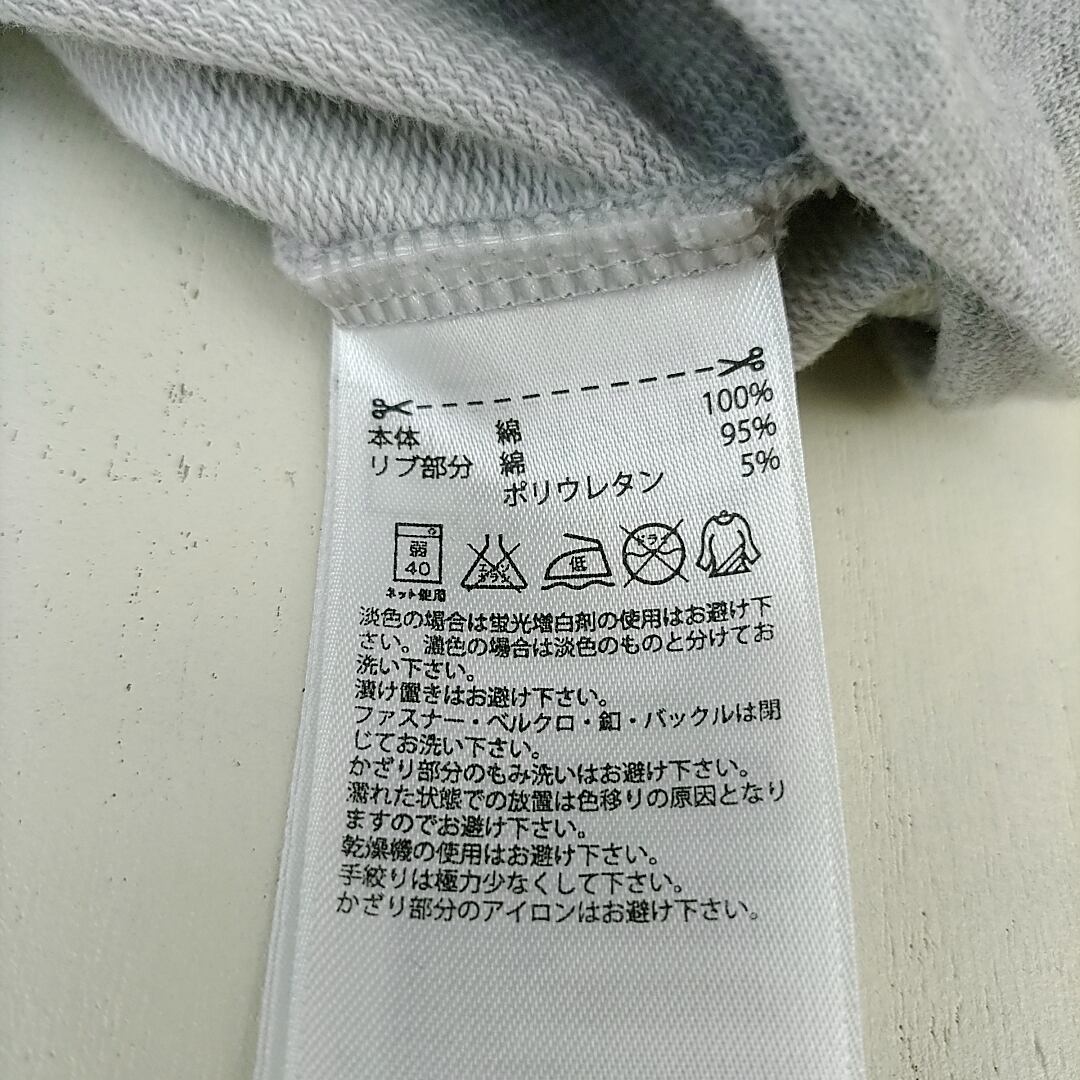 本体 綿 100%
リブ部分 綿 95%
ポリウレタン 5%
弱 40 ネット使用
エンソ サラシ
低
ドライ
淡色の場合は蛍光増白剤の使用はお避け下
さい。濃色の場合は淡色のものと分けてお
洗い下さい。
漬け置きはお避け下さい。
ファスナー・ベルクロ・釦・バックルは閉
じてお洗い下さい。
かざり部分のもみ洗いはお避け下さい。
濡れた状態での放置は色移りの原因となり
ますのでお避け下さい。
乾燥機の使用はお避け下さい。
手絞りは極力少なくして下さい。
かざり部分のアイロンはお避け下さい。